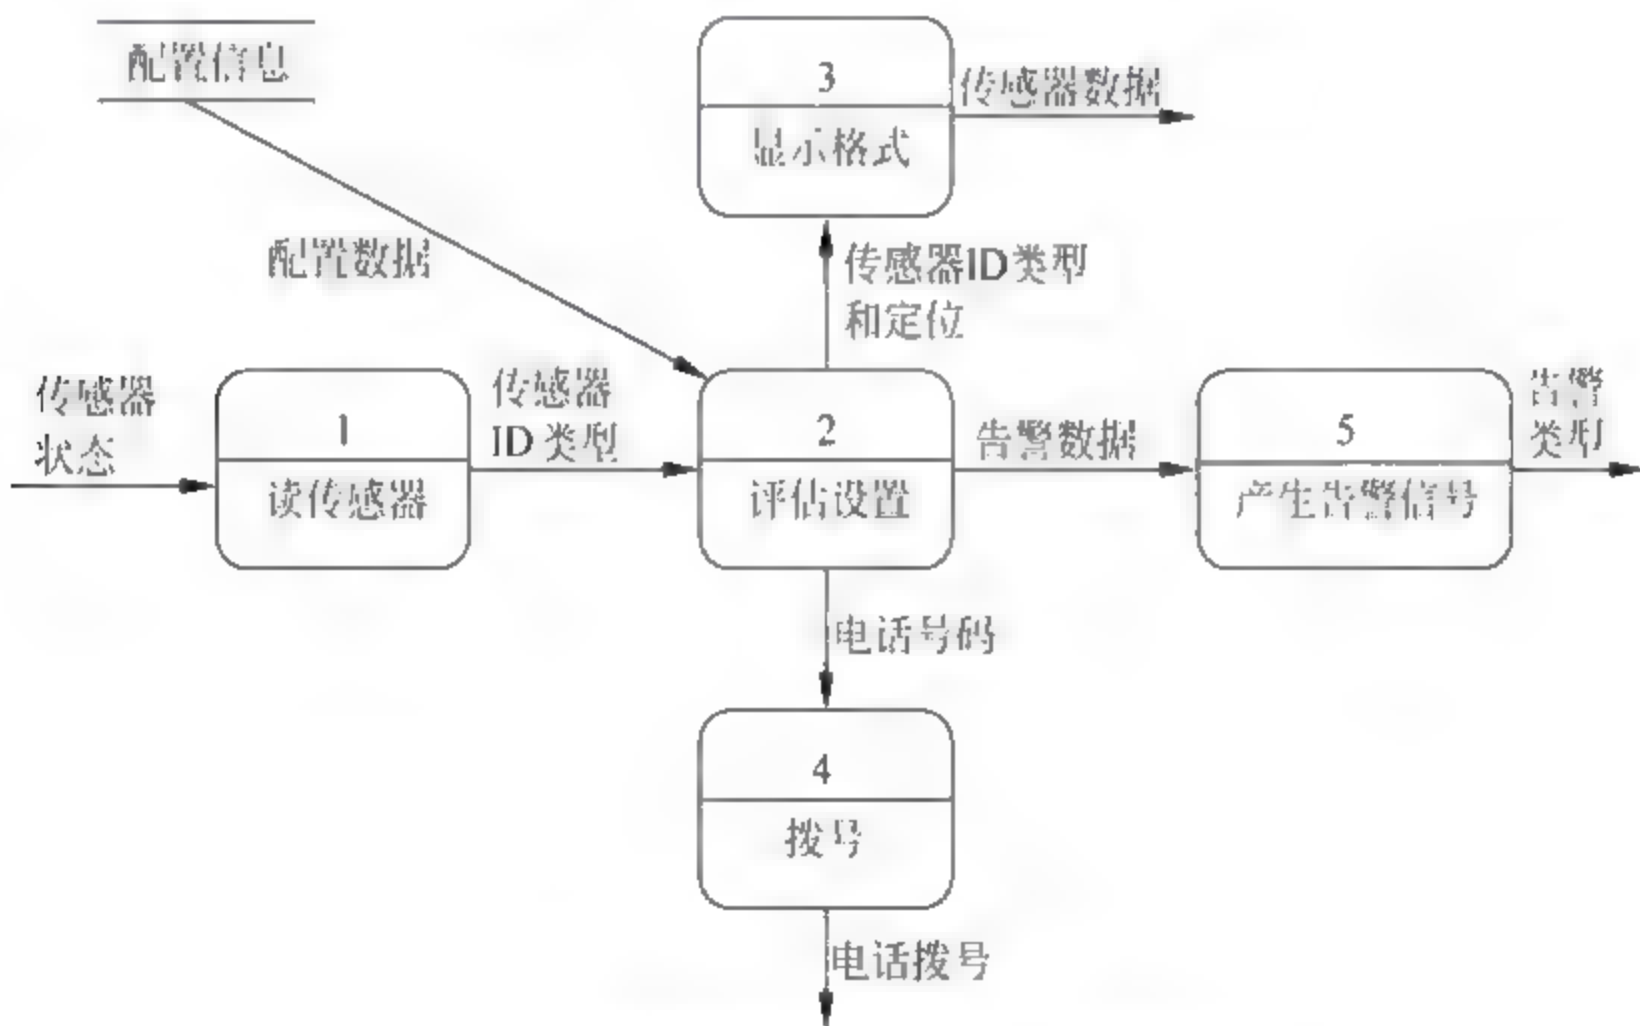 配置信息
3
显示格式
传感器数据
配置数据
传感器ID类型
和定位
传感器
状态
1
读传感器
传感器
ID类型
2
评估设置
告警数据
5
产生告警信号
告警
类型
电话号码
4
拨号
电话拨号